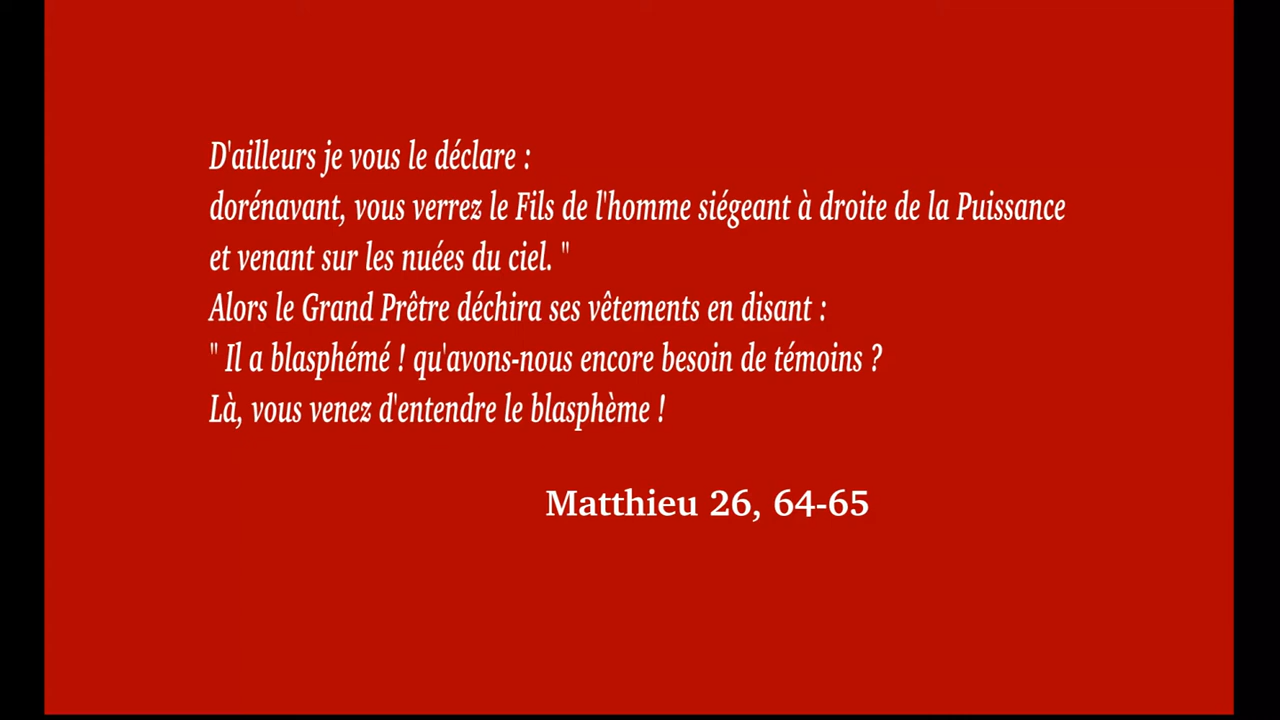 D'ailleurs je vous le déclare :
dorénavant, vous verrez le Fils de l'homme siégeant à droite de la Puissance
et venant sur les nuées du ciel. "
Alors le Grand Prêtre déchira ses vêtements en disant :
" Il a blasphémé ! qu'avons-nous encore besoin de témoins ?
Là, vous venez d'entendre le blasphème !
Matthieu 26, 64-65